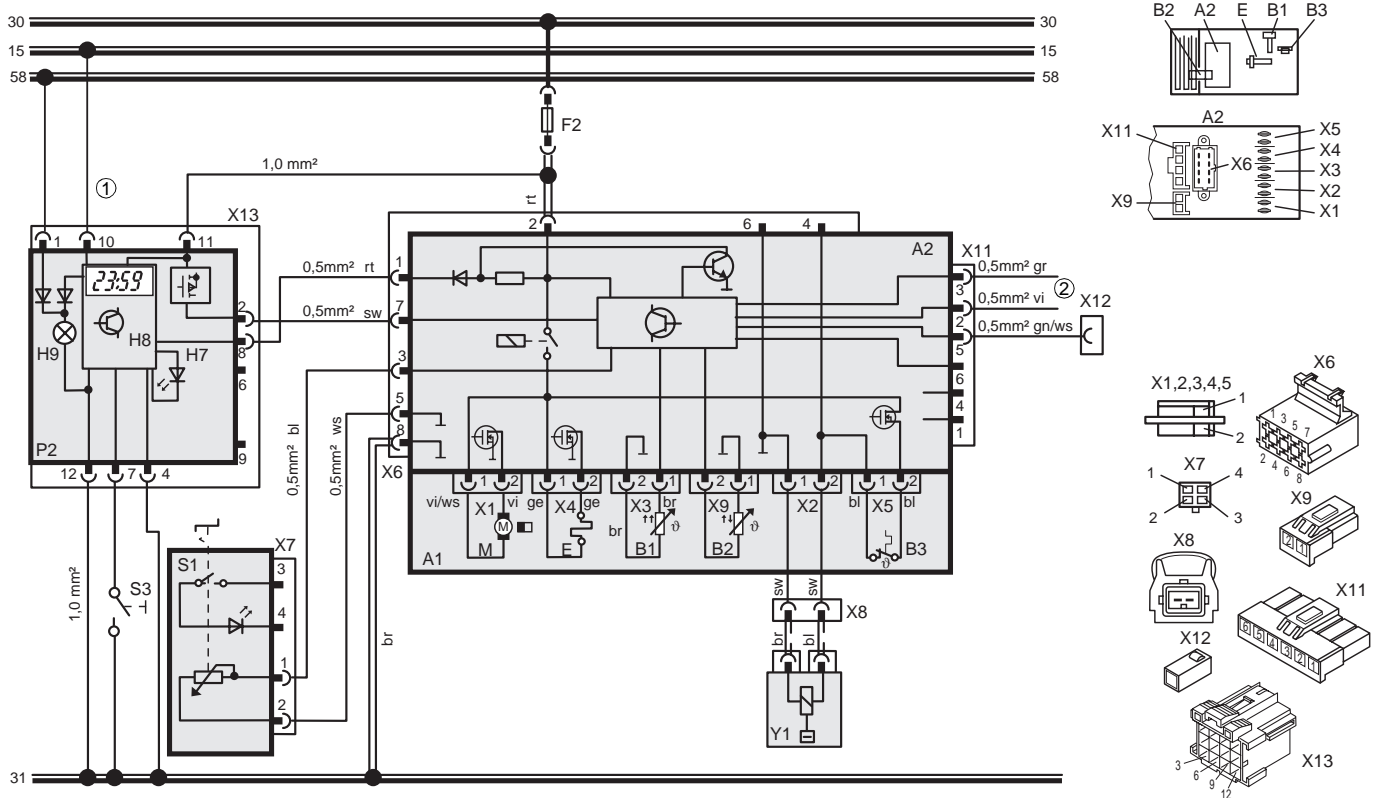 30 30
15 15
58 58
F2
1,0 mm²
1
rt
X13
1 10 11
23:59
H8
H9 H7
P2
2
8
6
9
12 7 4
0,5mm² rt
0,5mm² sw
0,5mm² bl
0,5mm² ws
2 6 4
A2
X11
1
7
3
5
8
X6
0,5mm² gr
3
0,5mm² vi
2
2
0,5mm² gn/ws
5
X12
6
4
1
1 2 1 2 2 1 2 1 1 2 1 2
vi/ws X1 vi ge X4 ge X3 br X9 X2 bl X5 bl
M
br
ϑ
ϑ
A1 M E B1 B2 ϑ B3
1,0 mm²
S3
S1
X7
3
4
1
2
br
sw sw
X8
br bl
Y1
31
B2 A2 E B1 B3
A2
X11 X5
X4
X6 X3
X9 X2
X1
X1,2,3,4,5
1
2
X6
1 3 5 7
2 4 6 8
X7
1 4
2 3
X9
2 1
X8
X11
6 5 4 3 2 1
X12
X13
3
6
9
12